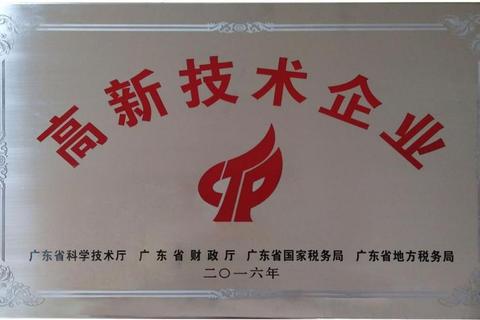 高新技术企业
广东省科学技术厅 广东省财政厅 广东省国家税务局 广东省地方税务局
二〇一六年